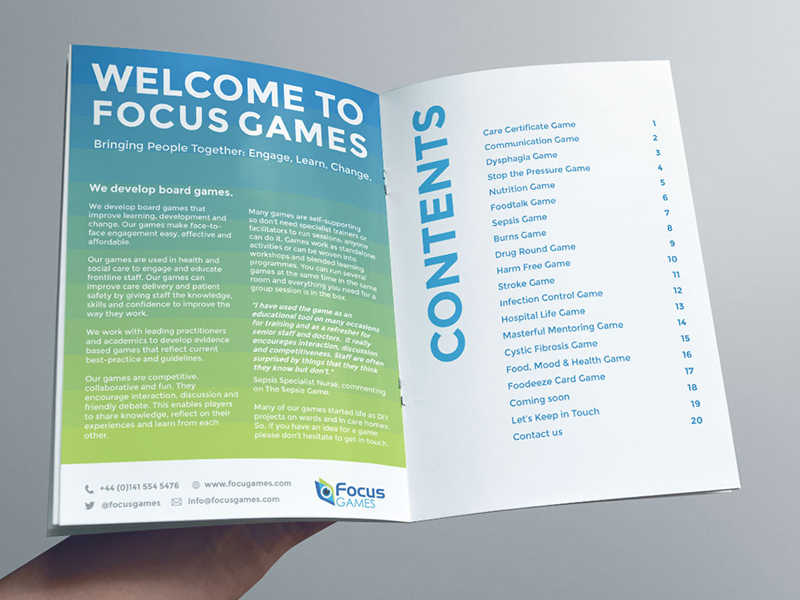 WELCOME TO
FOCUS GAMES
Bringing People Together: Engage, Learn, Change.
We develop board games.
We develop board games that
improve learning, development and
change. Our games make face-to-
face engagement easy, effective and
affordable.
Our games are used in health and
social care to engage and educate
frontline staff. Our games can
improve care delivery and patient
safety by giving staff the knowledge,
skills and confidence to improve the
way they work.
We work with leading practitioners
and academics to develop evidence
based games that reflect current
best-practice and guidelines.
Our games are competitive,
collaborative and fun. They
encourage interaction, discussion and
friendly debate. This enables players
to share knowledge, reflect on their
experiences and learn from each
other.
Many games are self-supporting
so don't need specialist trainers or
facilitators to run sessions; anyone
can do it. Games work as standalone
activities or can be woven into
workshops and blended learning
programmes. You can run several
games at the same time in the same
room and everything you need for a
group session is in the box.
"I have used the game as an
educational tool on many occasions
for training and as a refresher for
senior staff and doctors. It really
encourages interaction, discussion
and competitiveness. Staff are often
surprised by things that they think
they know but don't."
Sepsis Specialist Nurse, commenting
on The Sepsis Game.
Many of our games started life as DIY
projects on wards and in care homes.
So, if you have an idea for a game
please don't hesitate to get in touch.
+44 (0)141 554 5476 www.focugames.com
@focusgames info@focusgames.com
Focus
GAMES
CONTENTS
Care Certificate Game 1
Communication Game 2
Dysphagia Game 3
Stop the Pressure Game 4
Nutrition Game 5
Foodtalk Game 6
Sepsis Game 7
Burns Game 8
Drug Round Game 9
Harm Free Game 10
Stroke Game 11
Infection Control Game 12
Hospital Life Game 13
Masterful Mentoring Game 14
Cystic Fibrosis Game 15
Food, Mood & Health Game 16
Foodeeze Card Game 17
Coming soon 18
Let's Keep in Touch 19
Contact us 20